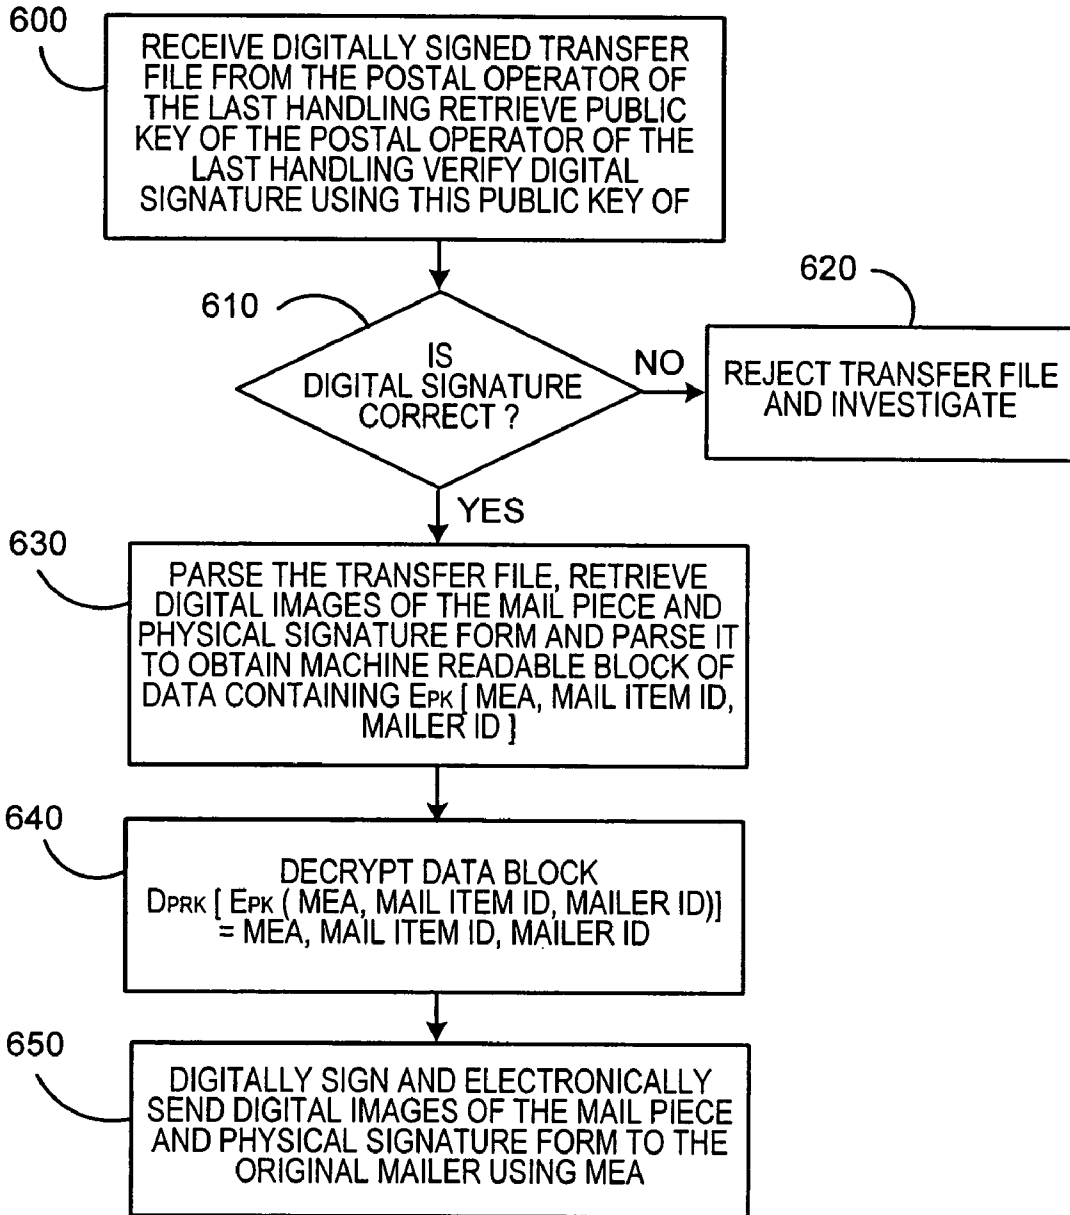 600
RECEIVE DIGITALLY SIGNED TRANSFER
FILE FROM THE POSTAL OPERATOR OF
THE LAST HANDLING RETRIEVE PUBLIC
KEY OF THE POSTAL OPERATOR OF THE
LAST HANDLING VERIFY DIGITAL
SIGNATURE USING THIS PUBLIC KEY OF
610
IS
DIGITAL SIGNATURE
CORRECT ?
NO
620
REJECT TRANSFER FILE
AND INVESTIGATE
YES
630
PARSE THE TRANSFER FILE, RETRIEVE
DIGITAL IMAGES OF THE MAIL PIECE AND
PHYSICAL SIGNATURE FORM AND PARSE IT
TO OBTAIN MACHINE READABLE BLOCK OF
DATA CONTAINING EPK [ MEA, MAIL ITEM ID,
MAILER ID ]
640
DECRYPT DATA BLOCK
DPRK [ EPK ( MEA, MAIL ITEM ID, MAILER ID)]
= MEA, MAIL ITEM ID, MAILER ID
650
DIGITALLY SIGN AND ELECTRONICALLY
SEND DIGITAL IMAGES OF THE MAIL PIECE
AND PHYSICAL SIGNATURE FORM TO THE
ORIGINAL MAILER USING MEA